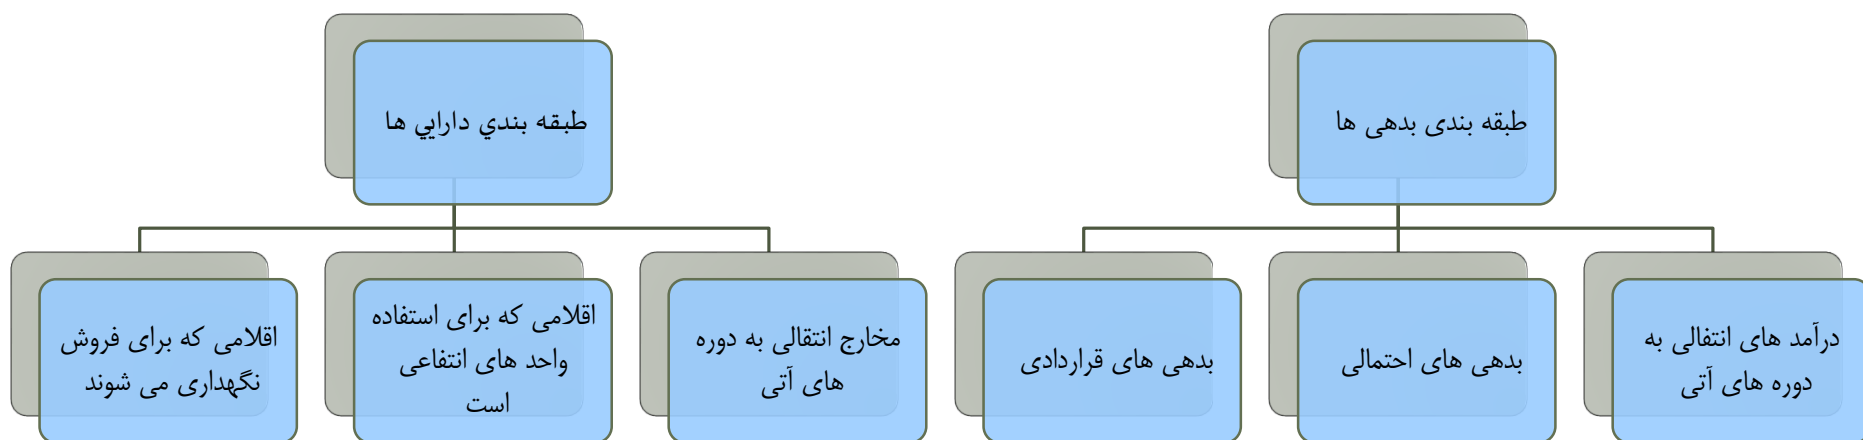 طبقه بندی بدهی ها
طبقه بندي دارايي ها
درآمد های انتفالی به
دوره های آتی
بدهی های احتمالی
بدهی های قراردادی
مخارج انتقالی به دوره
های آتی
اقلامی که برای استفاده
واحد های انتفاعی
است
اقلامی که برای فروش
نگهداری می شوند